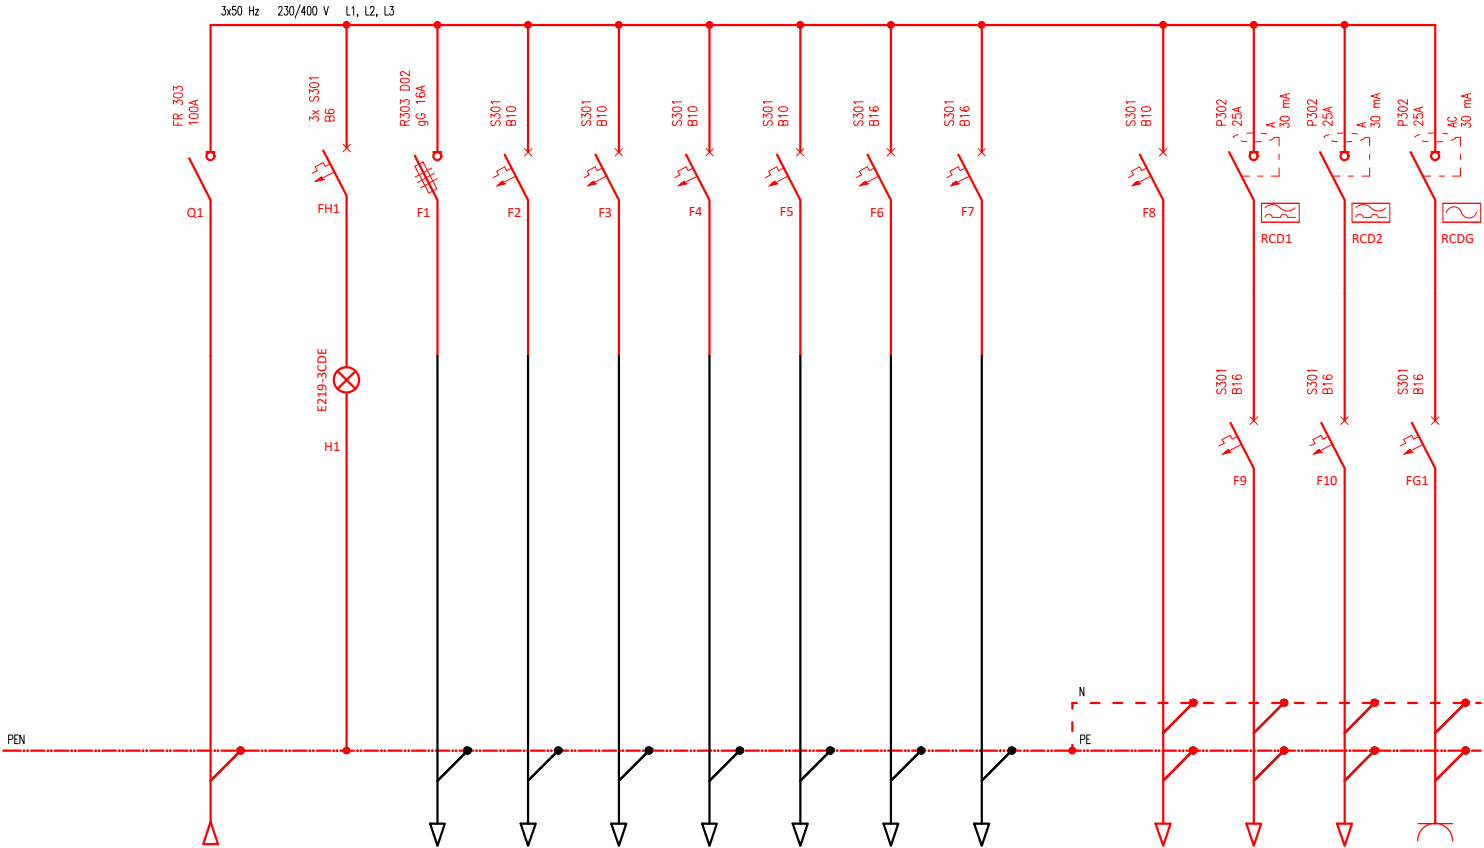 3x50 Hz 230/400 V L1, L2, L3
FR 303
100A
Q1
3x S301
B6
FH1
E219-3CDE
H1
R303 D02
gG 16A
F1
S301
B10
F2
S301
B10
F3
S301
B10
F4
S301
B10
F5
S301
B16
F6
S301
B16
F7
S301
B10
F8
P302
25A
A
30 mA
RCD1
S301
B16
F9
P302
25A
A
30 mA
RCD2
S301
B16
F10
P302
25A
AC
30 mA
RCDG
S301
B16
FG1
N
PEN
PE